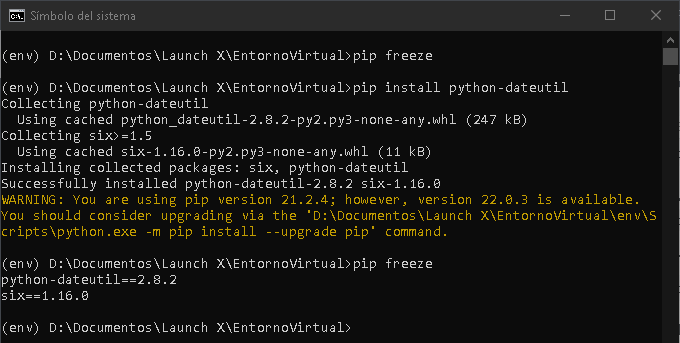 Símbolo del sistema
(env) D:\Documentos\Launch X\EntornoVirtual>pip freeze
(env) D:\Documentos\Launch X\EntornoVirtual>pip install python-dateutil
Collecting python-dateutil
  Using cached python_dateutil-2.8.2-py2.py3-none-any.whl (247 kB)
Collecting six>=1.5
  Using cached six-1.16.0-py2.py3-none-any.whl (11 kB)
Installing collected packages: six, python-dateutil
Successfully installed python-dateutil-2.8.2 six-1.16.0
WARNING: You are using pip version 21.2.4; however, version 22.0.3 is available.
You should consider upgrading via the 'D:\Documentos\Launch X\EntornoVirtual\env\S
cripts\python.exe -m pip install --upgrade pip' command.
(env) D:\Documentos\Launch X\EntornoVirtual>pip freeze
python-dateutil==2.8.2
six==1.16.0
(env) D:\Documentos\Launch X\EntornoVirtual>